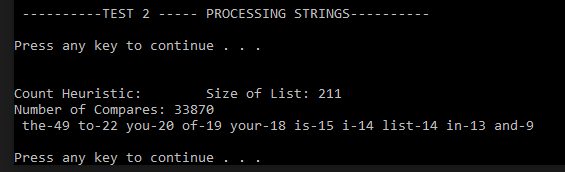 ----------TEST 2 ----- PROCESSING STRINGS----------
Press any key to continue . . .
Count Heuristic:        Size of List: 211
Number of Compares: 33870
the-49 to-22 you-20 of-19 your-18 is-15 i-14 list-14 in-13 and-9
Press any key to continue . . .